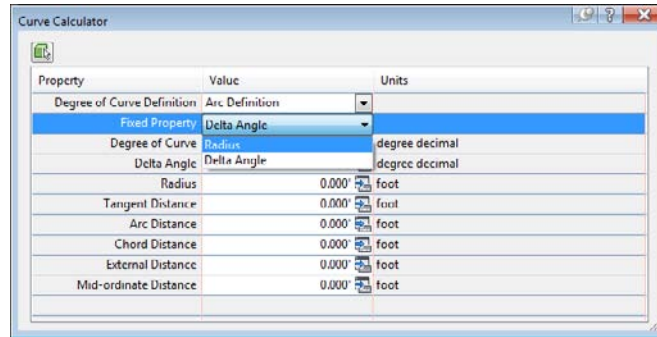 Curve Calculator
Property Value Units
Degree of Curve Definition Arc Definition
Fixed Property Delta Angle
Degree of Curve Radius degree decimal
Delta Angle Delta Angle degree decimal
Radius 0.000' foot
Tangent Distance 0.000' foot
Arc Distance 0.000' foot
Chord Distance 0.000' foot
External Distance 0.000' foot
Mid-ordinate Distance 0.000' foot